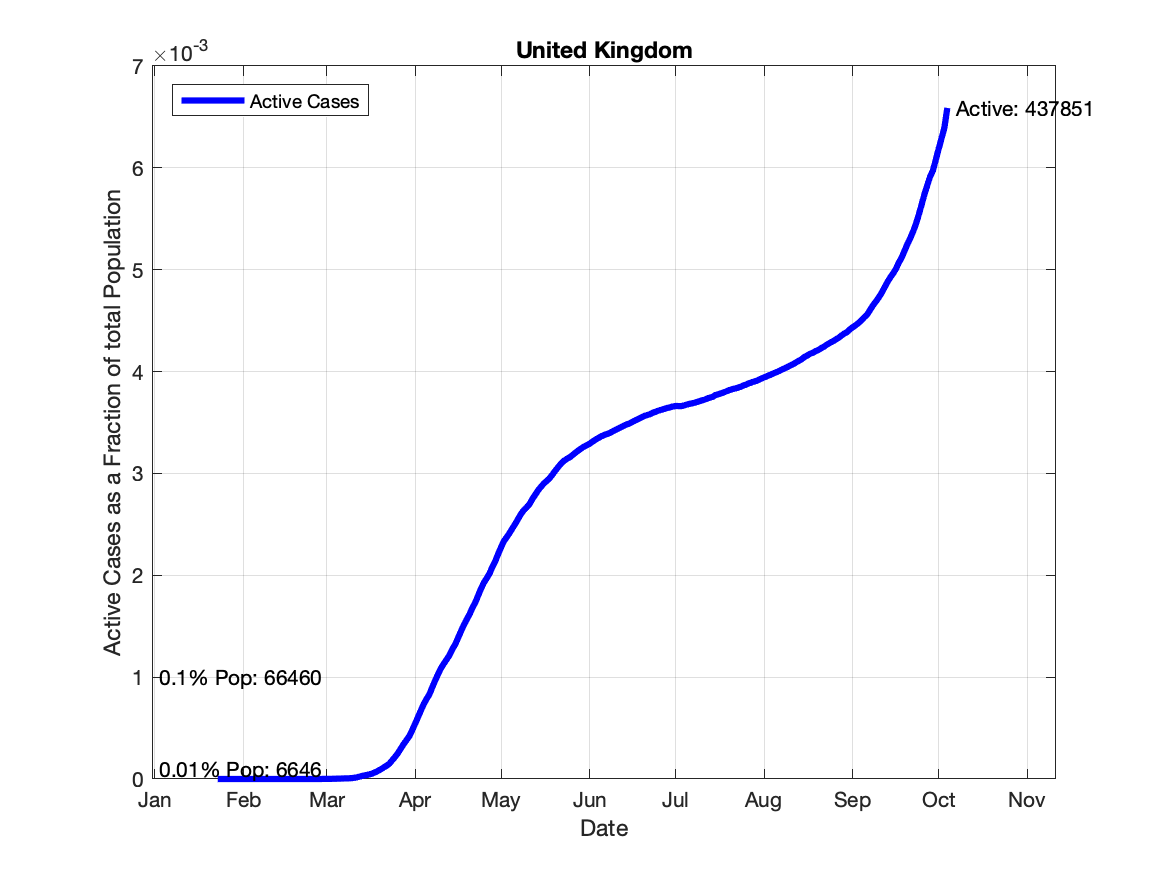 ×10-3
United Kingdom
7
Active Cases
Active: 437851
6
5
4
3
2
1
0.1% Pop: 66460
0.01% Pop: 6646
0
Active Cases as a Fraction of total Population
Jan Feb Mar Apr May Jun Jul Aug Sep Oct Nov
Date